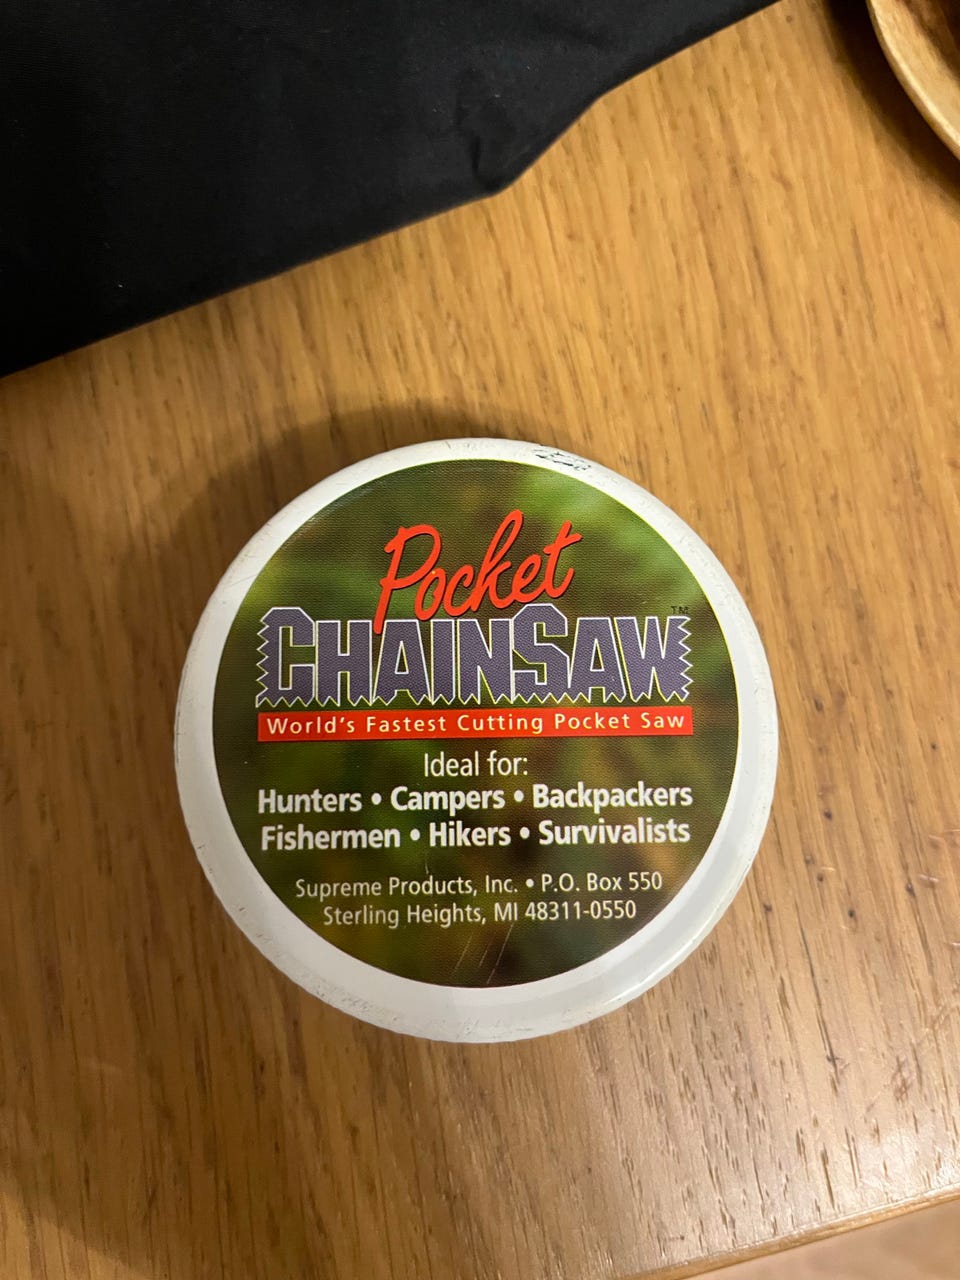 Pocket
CHAINSAW™
World's Fastest Cutting Pocket Saw
Ideal for:
Hunters • Campers • Backpackers
Fishermen • Hikers • Survivalists
Supreme Products, Inc. • P.O. Box 550
Sterling Heights, MI 48311-0550